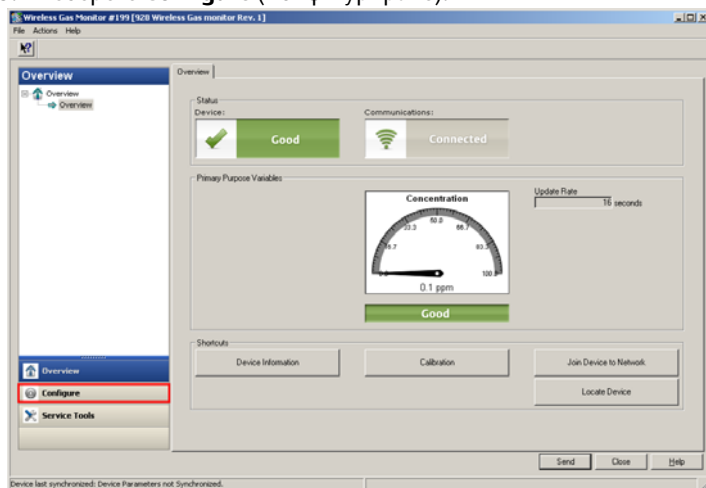 Wireless Gas Monitor #199 [928 Wireless Gas monitor Rev. 1]
File Actions Help
Overview
Overview
Overview
Overview
Status
Device:
Communications:
Good
Connected
Primary Purpose Variables
Concentration
Update Rate
16 seconds
50.0
33.3
66.7
16.7
83.3
0.0
100.0
0.1 ppm
Good
Shortcuts
Device Information
Calibration
Join Device to Network
Locate Device
Overview
Configure
Service Tools
Send
Close
Help
Device last synchronized: Device Parameters not Synchronized.